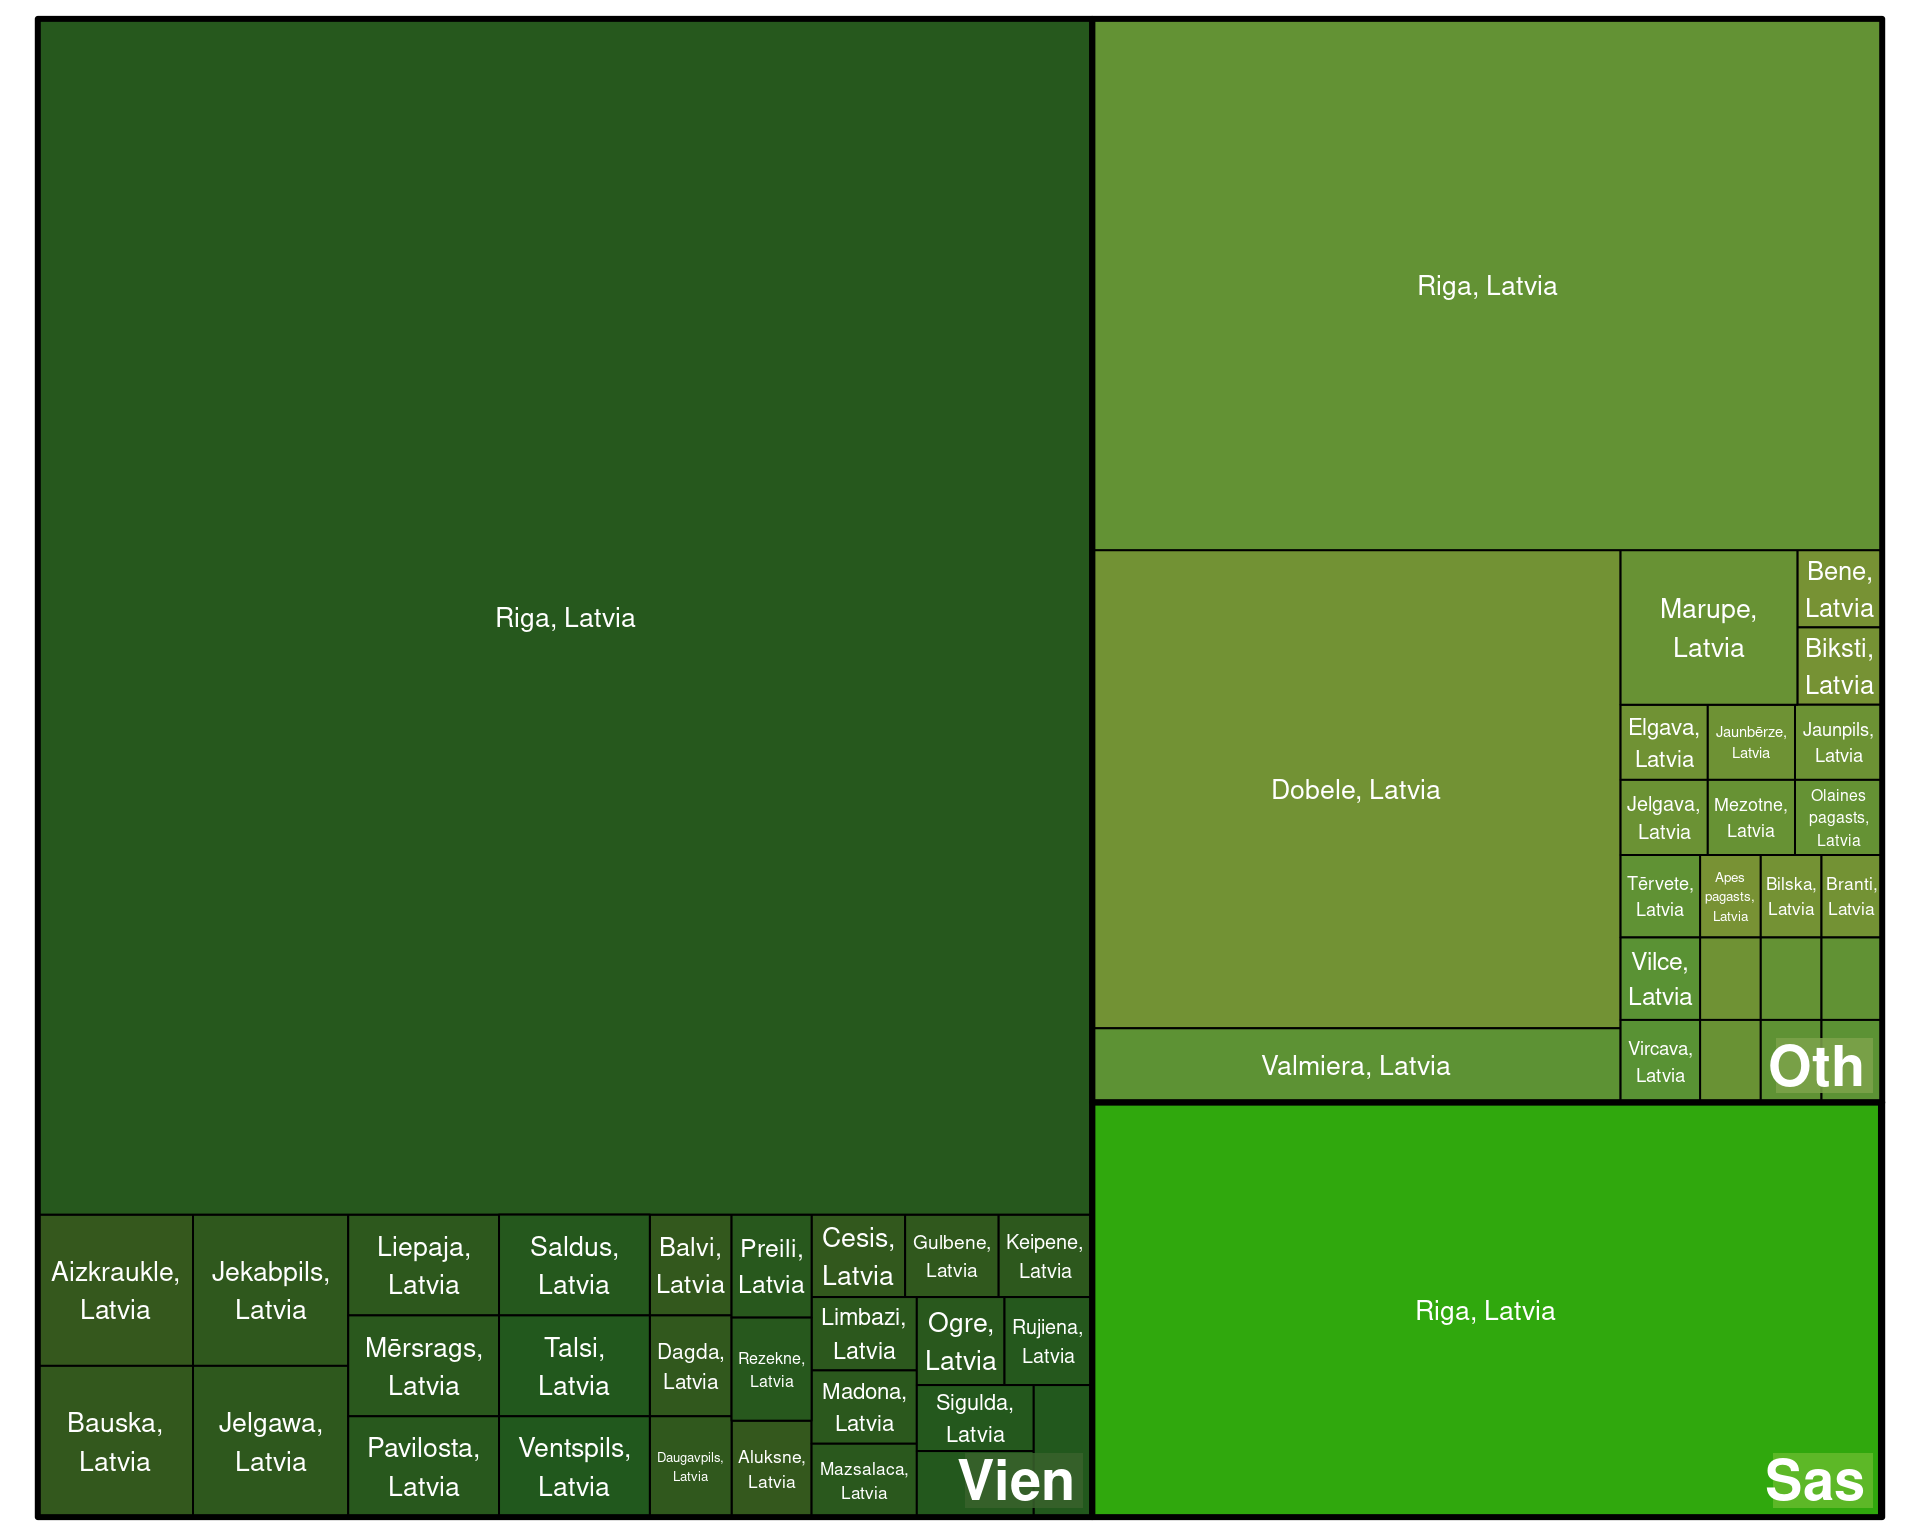 Riga, Latvia
Aizkraukle,
Latvia
Bauska,
Latvia
Jekabpils,
Latvia
Jelgawa,
Latvia
Liepaja,
Latvia
Mērsrags,
Latvia
Pavilosta,
Latvia
Saldus,
Latvia
Talsi,
Latvia
Ventspils,
Latvia
Balvi,
Latvia
Dagda,
Latvia
Daugavpils,
Latvia
Preili,
Latvia
Rezekne,
Latvia
Aluksne,
Latvia
Cesis,
Latvia
Gulbene,
Latvia
Keipene,
Latvia
Limbazi,
Latvia
Madona,
Latvia
Mazsalaca,
Latvia
Ogre,
Latvia
Rujiena,
Latvia
Sigulda,
Latvia
Vien
Riga, Latvia
Dobele, Latvia
Valmiera, Latvia
Marupe,
Latvia
Bene,
Latvia
Biksti,
Latvia
Elgava,
Latvia
Jaunbērze,
Latvia
Jaunpils,
Latvia
Jelgava,
Latvia
Mezotne,
Latvia
Olaines
pagasts,
Latvia
Tērvete,
Latvia
Apes
pagasts,
Latvia
Bilska,
Latvia
Branti,
Latvia
Vilce,
Latvia
Vircava,
Latvia
Oth
Riga, Latvia
Sas